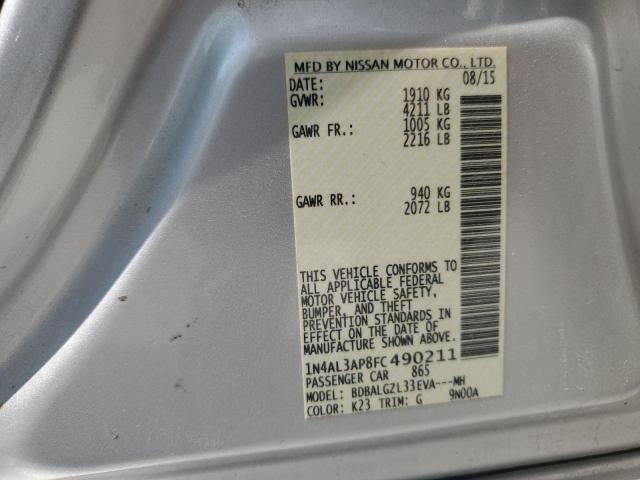 MFD BY NISSAN MOTOR CO., LTD.
DATE: 08/15
GVWR: 1910 KG
4211 LB
GAWR FR.: 1005 KG
2216 LB
GAWR RR.: 940 KG
2072 LB
THIS VEHICLE CONFORMS TO
ALL APPLICABLE FEDERAL
MOTOR VEHICLE SAFETY,
BUMPER, AND THEFT
PREVENTION STANDARDS IN
EFFECT ON THE DATE OF
MANUFACTURE SHOWN ABOVE.
1N4AL3AP8FC490211
PASSENGER CAR 865
MODEL: BDBALGZL33EVA---MH
COLOR: K23 TRIM: G 9N00A